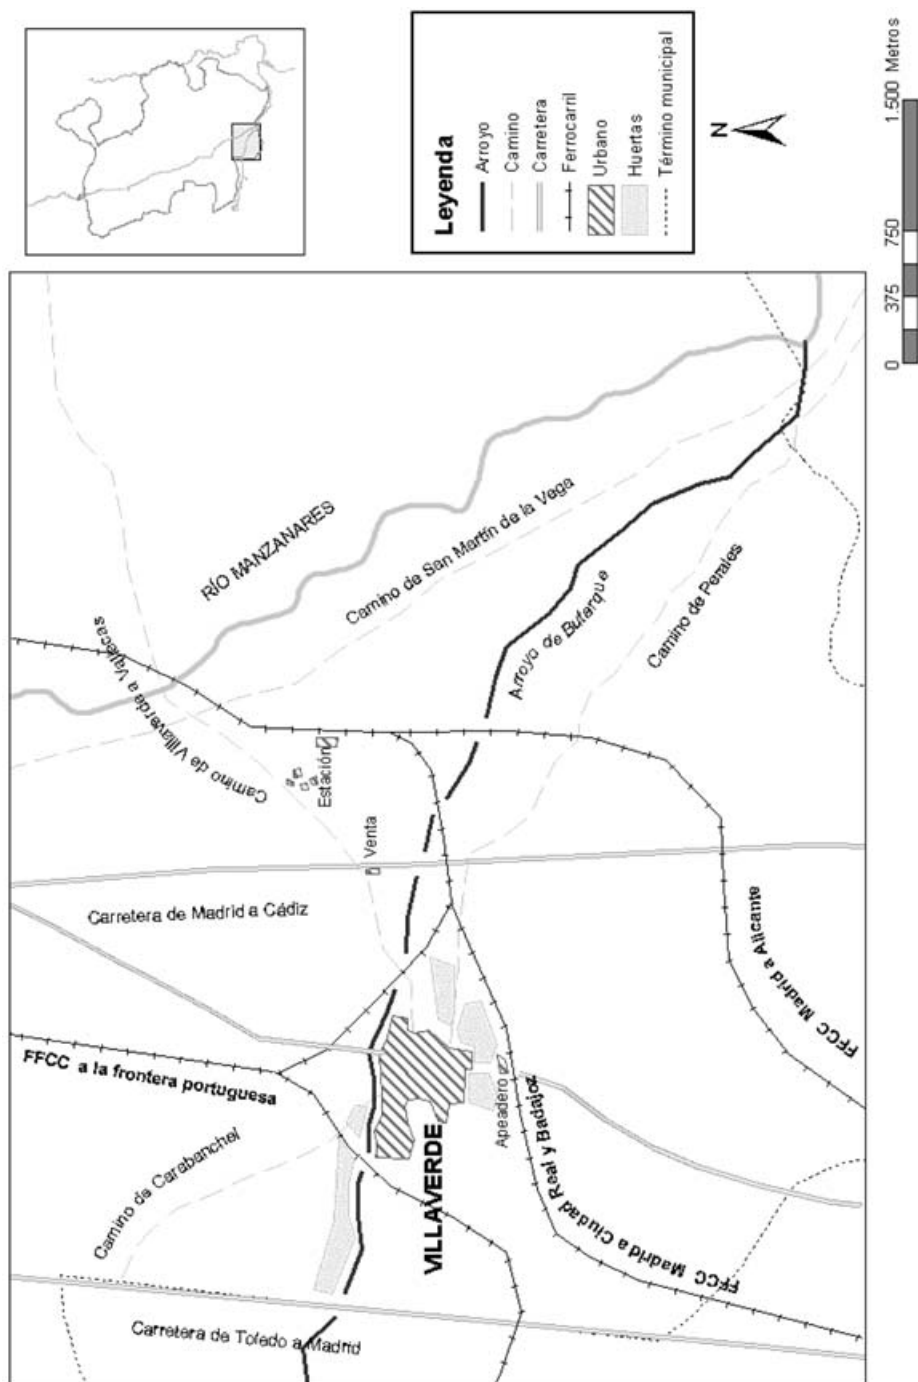 Leyenda
Arroyo
Camino
Carretera
Ferrocarril
Urbano
Huertas
Término municipal
N
0
375
750
1.500 Metros
RÍO MANZANARES
Camino de Villaverde a Vallecas
Camino de San Martín de la Vega
Arroyo de Butarque
Camino de Perales
Estación
Venta
Carretera de Madrid a Cádiz
FFCC a la frontera portuguesa
Camino de Carabanchel
VILLAVERDE
Apeadero
FFCC Madrid a Ciudad Real y Badajoz
FFCC Madrid a Alicante
Carretera de Toledo a Madrid